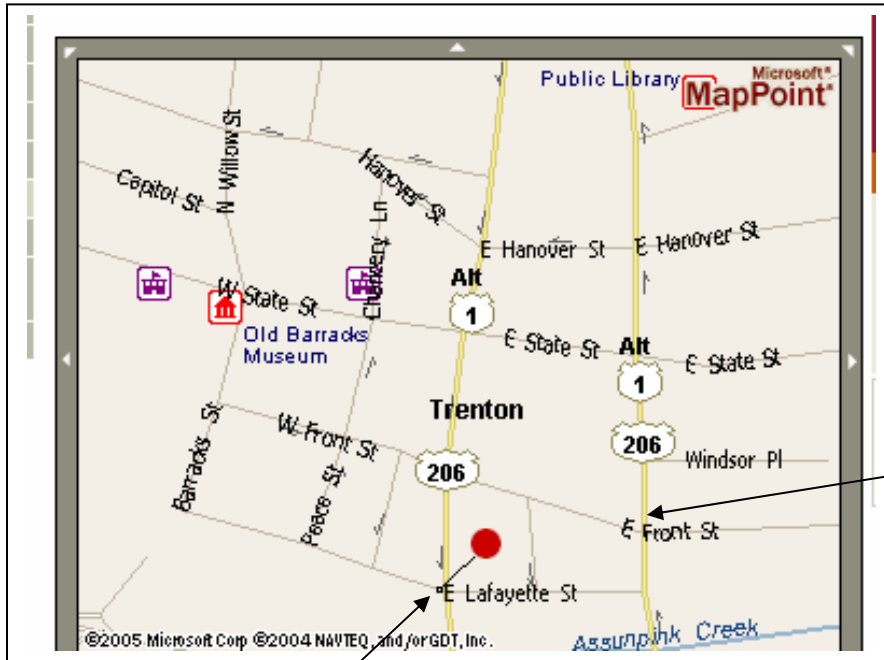 Public Library
Microsoft®
MapPoint®
N Willow St
Capitol St
Hanover St
Chancery Ln
E Hanover St
E Hanover St
Alt
1
W State St
Old Barracks
Museum
E State St
Alt
1
E State St
Trenton
Barracks St
W Front St
206
206
Windsor Pl
Peace St
E Front St
E Lafayette St
©2005 Microsoft Corp ©2004 NAVTEQ, and/or GDT, Inc.
Assunpink Creek